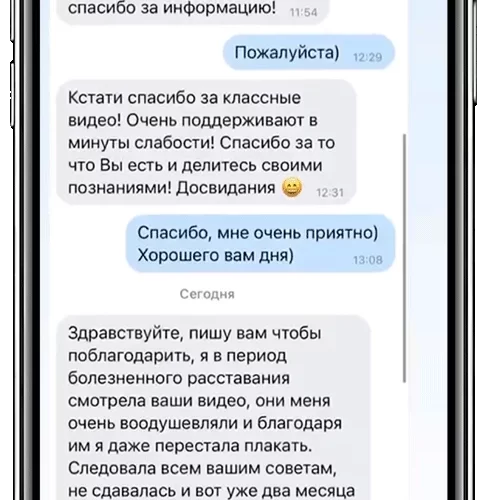 спасибо за информацию! 11:54
Пожалуйста) 12:29
Кстати спасибо за классные
видео! Очень поддерживают в
минуты слабости! Спасибо за то
что Вы есть и делитесь своими
познаниями! Досвидания 😄 12:31
Спасибо, мне очень приятно)
Хорошего вам дня) 13:08
Сегодня
Здравствуйте, пишу вам чтобы
поблагодарить, я в период
болезненного расставания
смотрела ваши видео, они меня
очень воодушевляли и благодаря
им я даже перестала плакать.
Следовала всем вашим советам,
не сдавалась и вот уже два месяца